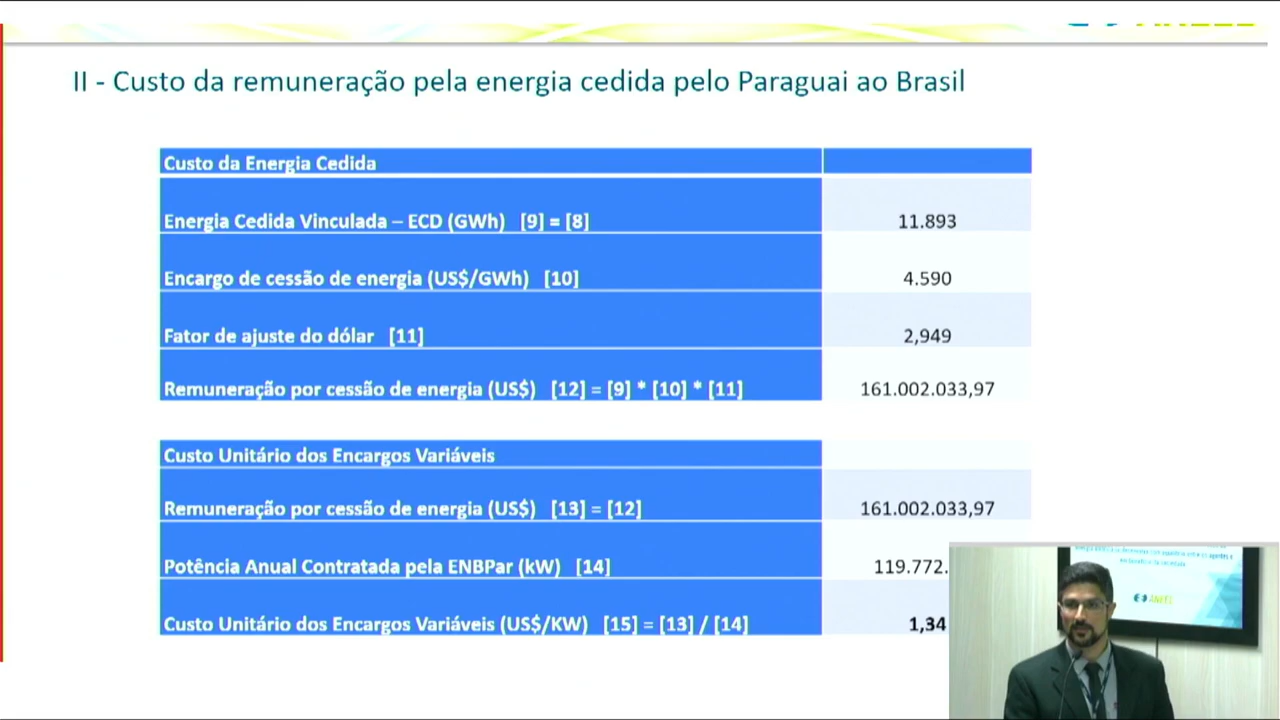 II - Custo da remuneração pela energia cedida pelo Paraguai ao Brasil
Custo da Energia Cedida
Energia Cedida Vinculada – ECD (GWh) [9] = [8] 11.893
Encargo de cessão de energia (US$/GWh) [10] 4.590
Fator de ajuste do dólar [11] 2,949
Remuneração por cessão de energia (US$) [12] = [9] * [10] * [11] 161.002.033,97
Custo Unitário dos Encargos Variáveis
Remuneração por cessão de energia (US$) [13] = [12] 161.002.033,97
Potência Anual Contratada pela ENBPar (kW) [14] 119.772.
Custo Unitário dos Encargos Variáveis (US$/KW) [15] = [13] / [14] 1,34
ANEEL